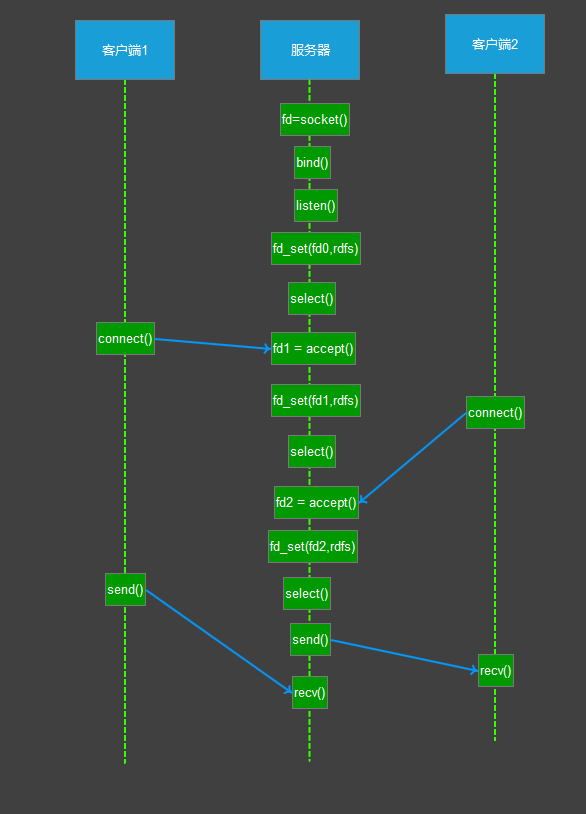 客户端1
服务器
客户端2
fd=socket()
bind()
listen()
fd_set(fd0,rdfs)
select()
connect()
fd1 = accept()
fd_set(fd1,rdfs)
connect()
select()
fd2 = accept()
fd_set(fd2,rdfs)
send()
select()
send()
recv()
recv()